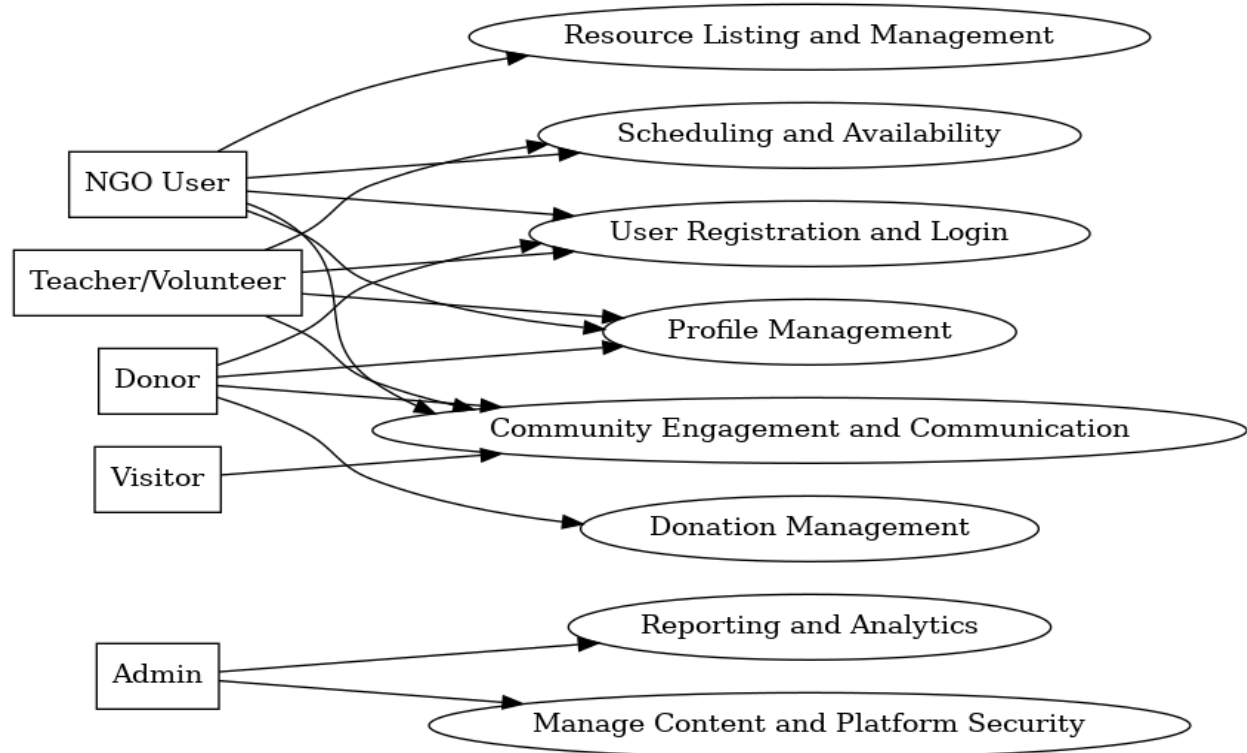 Resource Listing and Management
Scheduling and Availability
NGO User
User Registration and Login
Teacher/Volunteer
Profile Management
Donor
Community Engagement and Communication
Visitor
Donation Management
Reporting and Analytics
Admin
Manage Content and Platform Security